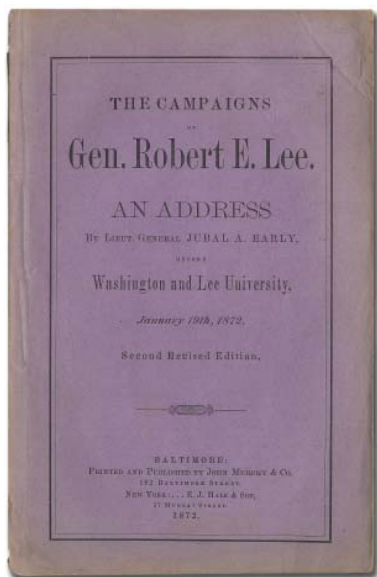 THE CAMPAIGNS
OF
Gen. Robert E. Lee.
AN ADDRESS
BY LIEUT. GENERAL JUBAL A. EARLY,
BEFORE
Washington and Lee University,
January 19th, 1872.
Second Revised Edition.
BALTIMORE:
PRINTED AND PUBLISHED BY JOHN MURPHY & CO.
182 BALTIMORE STREET.
NEW YORK:... E. J. HALE & SON,
17 MURRAY STREET.
1872.